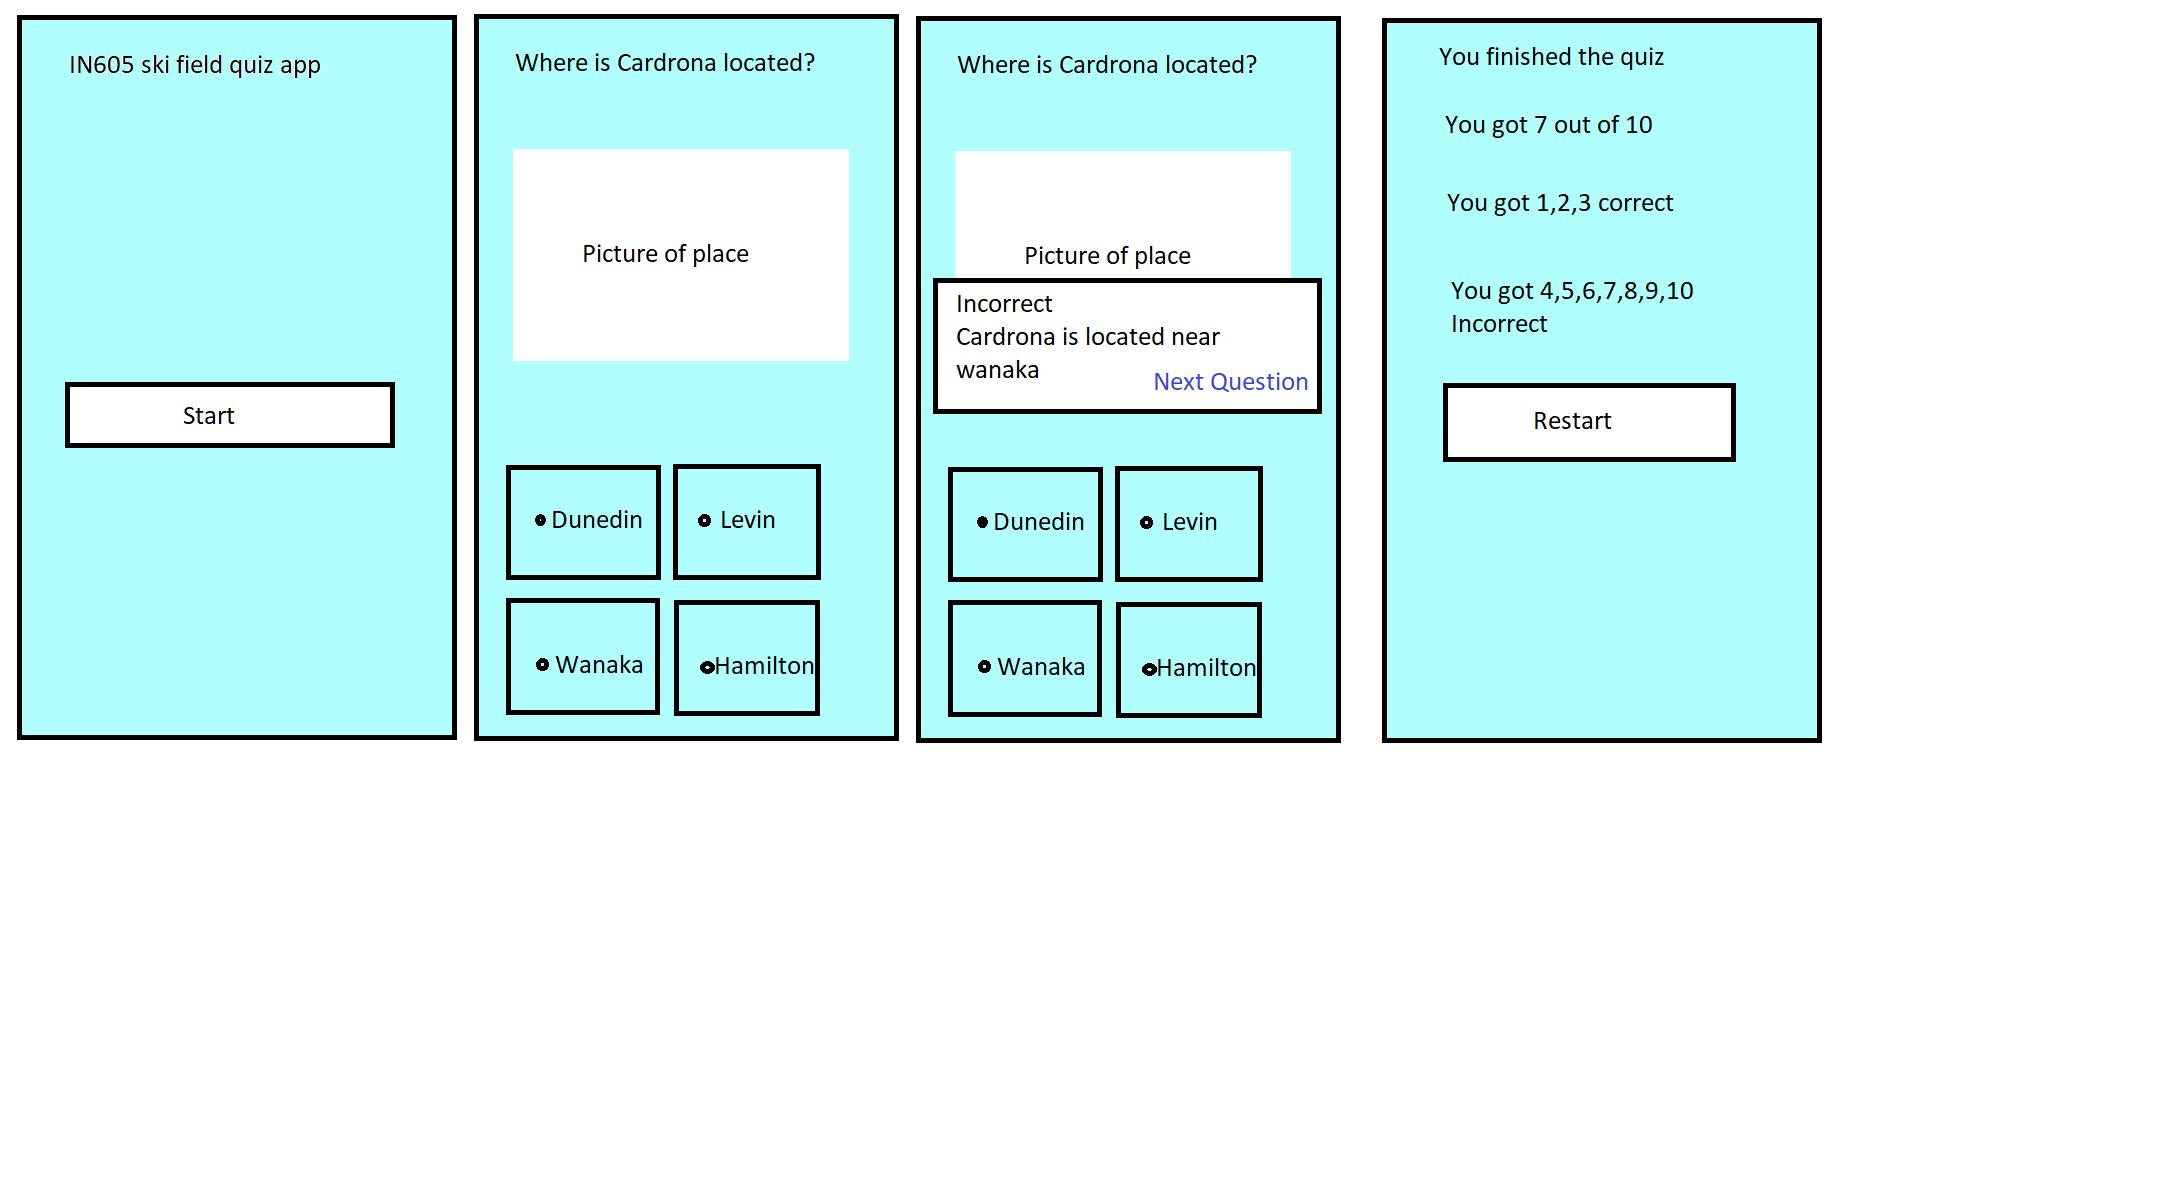 IN605 ski field quiz app
Start
Where is Cardrona located?
Picture of place
Dunedin
Levin
Wanaka
Hamilton
Where is Cardrona located?
Picture of place
Incorrect
Cardrona is located near
wanaka
Next Question
Dunedin
Levin
Wanaka
Hamilton
You finished the quiz
You got 7 out of 10
You got 1,2,3 correct
You got 4,5,6,7,8,9,10
Incorrect
Restart